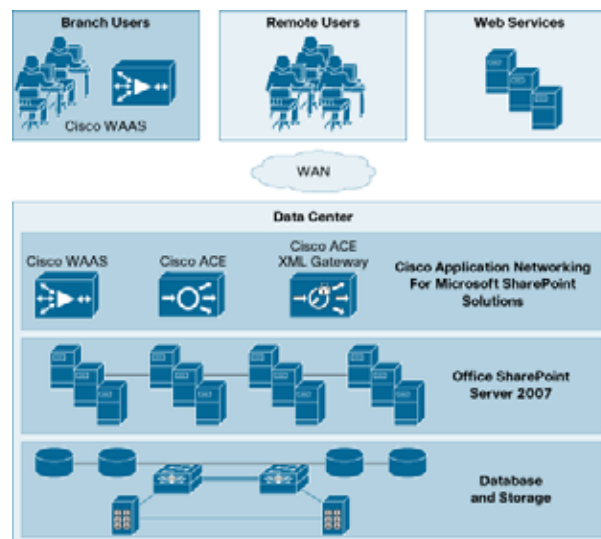 Branch Users
Remote Users
Web Services
Cisco WAAS
WAN
Data Center
Cisco WAAS
Cisco ACE
Cisco ACE
XML Gateway
Cisco Application Networking
For Microsoft SharePoint
Solutions
Office SharePoint
Server 2007
Database
and Storage